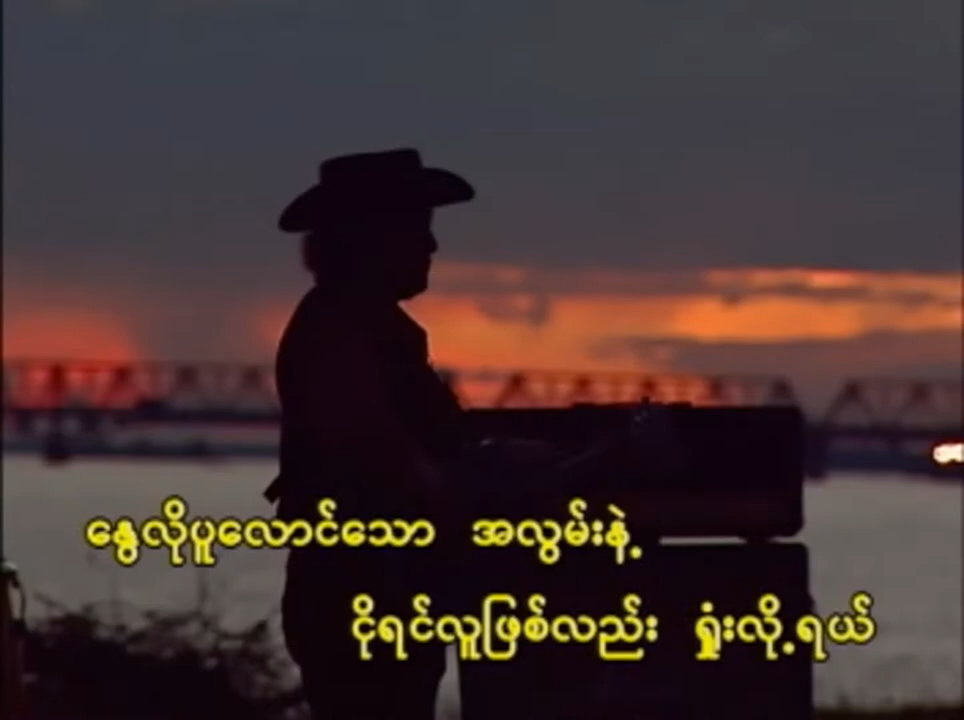 နွေလိုပူလောင်သော အလွမ်းနဲ့
ငိုရင်လူဖြစ်လည်း ရှုံးလို့ရယ်